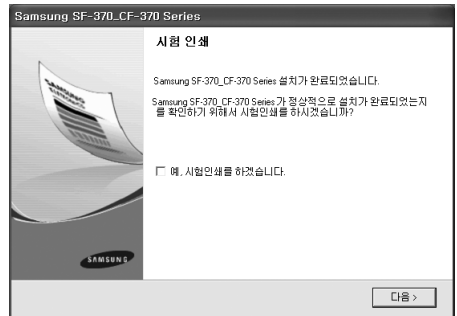 Samsung SF-370_CF-370 Series
시험 인쇄
Samsung SF-370_CF-370 Series 설치가 완료되었습니다.
Samsung SF-370_CF-370 Series가 정상적으로 설치가 완료되었는지
를 확인하기 위해서 시험인쇄를 하시겠습니까?
예, 시험인쇄를 하겠습니다.
SAMSUNG
ELECTRONICS
SAMSUNG
다음 >